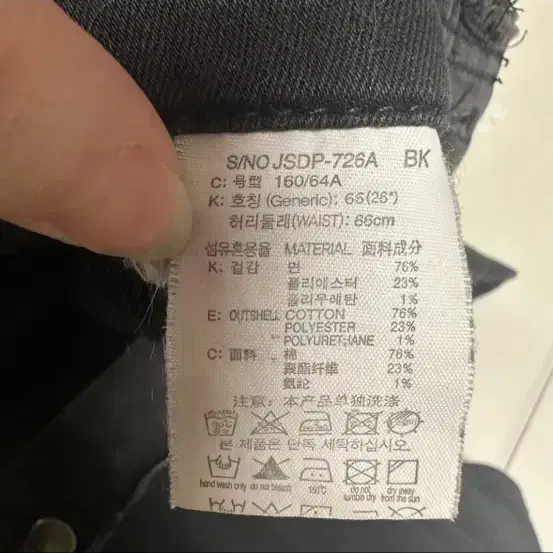 S/NO JSDP-726A BK
C: 号型 160/64A
K: 호칭 (Generic): 66(26")
허리둘레(WAIST): 66cm
섬유혼용율 MATERIAL 面料成分
K: 겉감 면 76%
폴리에스터 23%
폴리우레탄 1%
E: OUTSHELL COTTON 76%
POLYESTER 23%
POLYURETHANE 1%
C: 面料 棉 76%
聚酯纤维 23%
氨纶 1%
注意: 本产品单独洗涤
본 제품은 단독 세탁하십시오
hand wash only do not bleach 150℃ do not tumble dry dry away from the sun